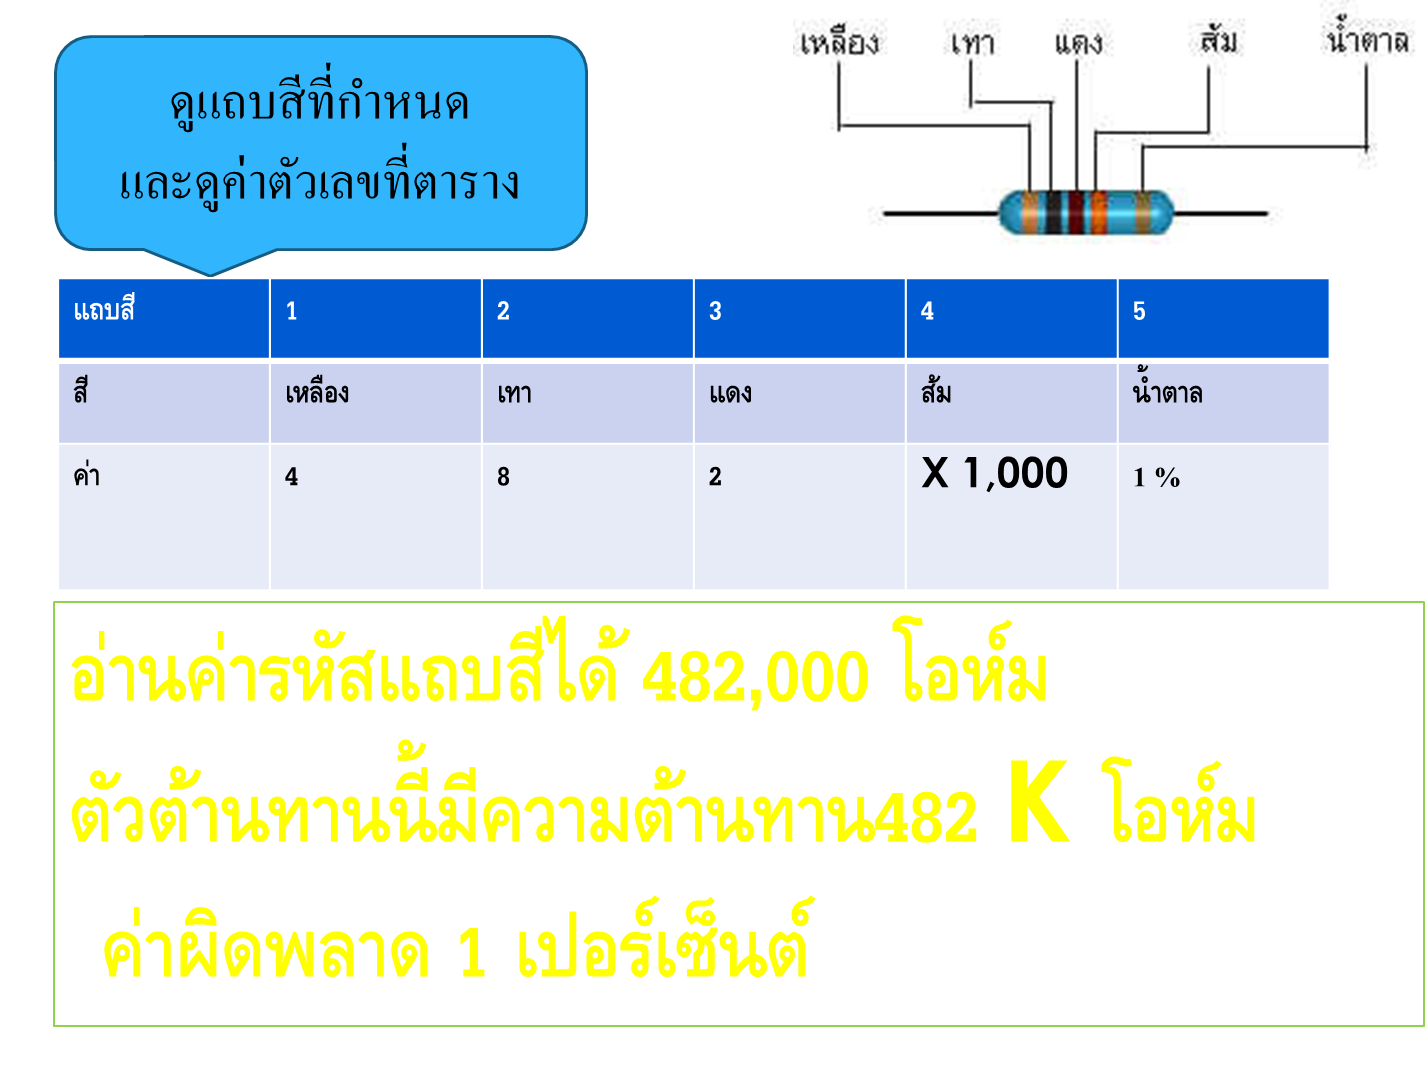 เหลือง เทา แดง ส้ม น้ำตาล
ดูแถบสีที่กำหนด
และดูค่าตัวเลขที่ตาราง
แถบสี 1 2 3 4 5
สี เหลือง เทา แดง ส้ม น้ำตาล
ค่า 4 8 2 X 1,000 1 %
อ่านค่ารหัสแถบสีได้ 482,000 โอห์ม
ตัวต้านทานนี้มีความต้านทาน482 K โอห์ม
ค่าผิดพลาด 1 เปอร์เซ็นต์